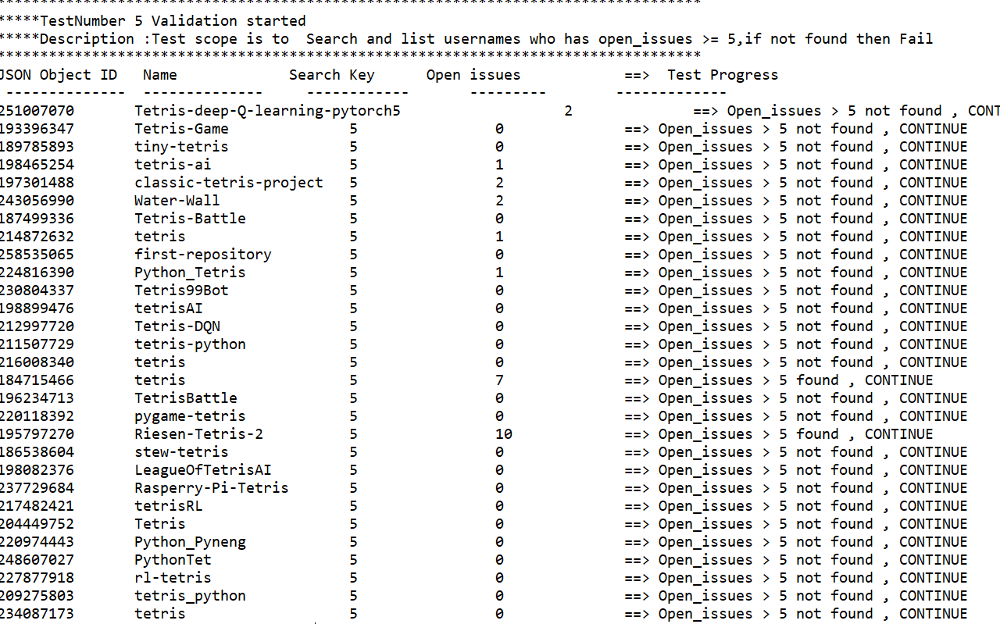 *****TestNumber 5 Validation started
*****Description :Test scope is to  Search and list usernames who has open_issues >= 5,if not found then Fail
**********************************************************************************
JSON Object ID   Name             Search Key      Open issues            ==>  Test Progress
--------------  --------------     ------------       ---------        -------------
251007070       Tetris-deep-Q-learning-pytorch5                   2              ==> Open_issues > 5 not found , CONT
193396347       Tetris-Game              5                0              ==> Open_issues > 5 not found , CONTINUE
189785893       tiny-tetris              5                0              ==> Open_issues > 5 not found , CONTINUE
198465254       tetris-ai                5                1              ==> Open_issues > 5 not found , CONTINUE
197301488       classic-tetris-project   5                2              ==> Open_issues > 5 not found , CONTINUE
243056990       Water-Wall               5                2              ==> Open_issues > 5 not found , CONTINUE
187499336       Tetris-Battle            5                0              ==> Open_issues > 5 not found , CONTINUE
214872632       tetris                   5                1              ==> Open_issues > 5 not found , CONTINUE
258535065       first-repository         5                0              ==> Open_issues > 5 not found , CONTINUE
224816390       Python_Tetris            5                1              ==> Open_issues > 5 not found , CONTINUE
230804337       Tetris99Bot              5                0              ==> Open_issues > 5 not found , CONTINUE
198899476       tetrisAI                 5                0              ==> Open_issues > 5 not found , CONTINUE
212997720       Tetris-DQN               5                0              ==> Open_issues > 5 not found , CONTINUE
211507729       tetris-python            5                0              ==> Open_issues > 5 not found , CONTINUE
216008340       tetris                   5                0              ==> Open_issues > 5 not found , CONTINUE
184715466       tetris                   5                7              ==> Open_issues > 5 found , CONTINUE
196234713       TetrisBattle             5                0              ==> Open_issues > 5 not found , CONTINUE
220118392       pygame-tetris            5                0              ==> Open_issues > 5 not found , CONTINUE
195797270       Riesen-Tetris-2          5                10             ==> Open_issues > 5 found , CONTINUE
186538604       stew-tetris              5                0              ==> Open_issues > 5 not found , CONTINUE
198082376       LeagueOfTetrisAI         5                0              ==> Open_issues > 5 not found , CONTINUE
237729684       Rasperry-Pi-Tetris       5                0              ==> Open_issues > 5 not found , CONTINUE
217482421       tetrisRL                 5                0              ==> Open_issues > 5 not found , CONTINUE
204449752       Tetris                   5                0              ==> Open_issues > 5 not found , CONTINUE
220974443       Python_Pyneng            5                0              ==> Open_issues > 5 not found , CONTINUE
248607027       PythonTet                5                0              ==> Open_issues > 5 not found , CONTINUE
227877918       rl-tetris                5                0              ==> Open_issues > 5 not found , CONTINUE
209275803       tetris_python            5                0              ==> Open_issues > 5 not found , CONTINUE
234087173       tetris                   5                0              ==> Open_issues > 5 not found , CONTINUE